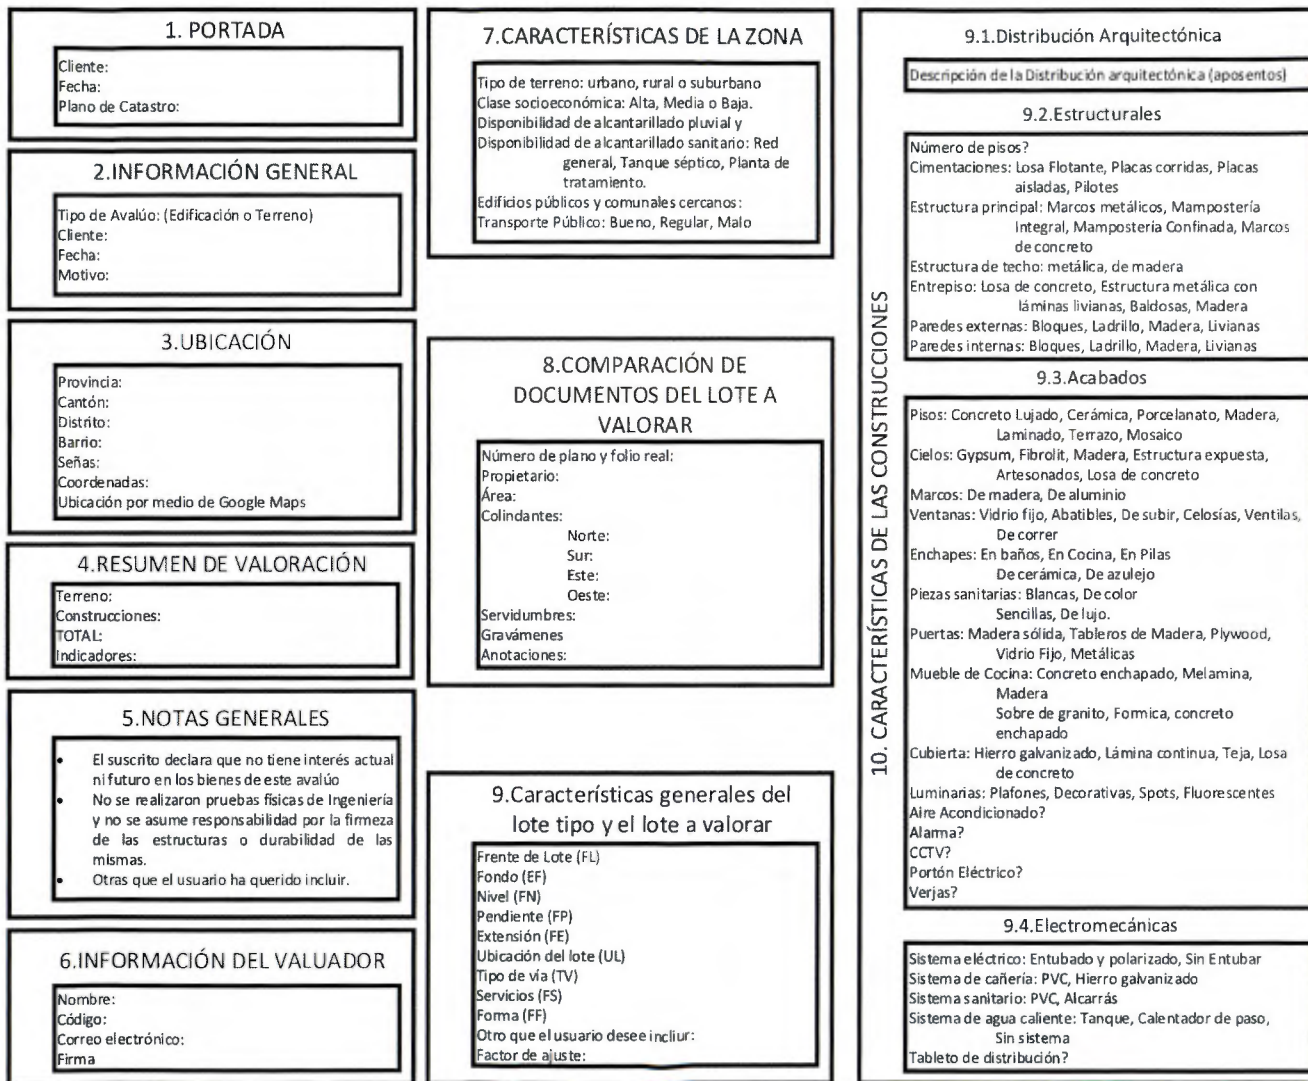 1. PORTADA
Cliente:
Fecha:
Plano de Catastro:
2.INFORMACIÓN GENERAL
Tipo de Avalúo: (Edificación o Terreno)
Cliente:
Fecha:
Motivo:
3.UBICACIÓN
Provincia:
Cantón:
Distrito:
Barrio:
Señas:
Coordenadas:
Ubicación por medio de Google Maps
4.RESUMEN DE VALORACIÓN
Terreno:
Construcciones:
TOTAL:
Indicadores:
5.NOTAS GENERALES
• El suscrito declara que no tiene interés actual
ni futuro en los bienes de este avalúo
• No se realizaron pruebas físicas de Ingeniería
y no se asume responsabilidad por la firmeza
de las estructuras o durabilidad de las
mismas.
• Otras que el usuario ha querido incluir.
6.INFORMACIÓN DEL VALUADOR
Nombre:
Código:
Correo electrónico:
Firma
7.CARACTERÍSTICAS DE LA ZONA
Tipo de terreno: urbano, rural o suburbano
Clase socioeconómica: Alta, Media o Baja.
Disponibilidad de alcantarillado pluvial y
Disponibilidad de alcantarillado sanitario: Red
general, Tanque séptico, Planta de
tratamiento.
Edificios públicos y comunales cercanos:
Transporte Público: Bueno, Regular, Malo
8.COMPARACIÓN DE
DOCUMENTOS DEL LOTE A
VALORAR
Número de plano y folio real:
Propietario:
Área:
Colindantes:
Norte:
Sur:
Este:
Oeste:
Servidumbres:
Gravámenes
Anotaciones:
9.Características generales del
lote tipo y el lote a valorar
Frente de Lote (FL)
Fondo (EF)
Nivel (FN)
Pendiente (FP)
Extensión (FE)
Ubicación del lote (UL)
Tipo de vía (TV)
Servicios (FS)
Forma (FF)
Otro que el usuario desee incliur:
Factor de ajuste:
10. CARACTERÍSTICAS DE LAS CONSTRUCCIONES
9.1.Distribución Arquitectónica
Descripción de la Distribución arquitectónica (aposentos)
9.2.Estructurales
Número de pisos?
Cimentaciones: Losa Flotante, Placas corridas, Placas
aisladas, Pilotes
Estructura principal: Marcos metálicos, Mampostería
Integral, Mampostería Confinada, Marcos
de concreto
Estructura de techo: metálica, de madera
Entrepiso: Losa de concreto, Estructura metálica con
láminas livianas, Baldosas, Madera
Paredes externas: Bloques, Ladrillo, Madera, Livianas
Paredes internas: Bloques, Ladrillo, Madera, Livianas
9.3.Acabados
Pisos: Concreto Lujado, Cerámica, Porcelanato, Madera,
Laminado, Terrazo, Mosaico
Cielos: Gypsum, Fibrolit, Madera, Estructura expuesta,
Artesonados, Losa de concreto
Marcos: De madera, De aluminio
Ventanas: Vidrio fijo, Abatibles, De subir, Celosías, Ventilas,
De correr
Enchapes: En baños, En Cocina, En Pilas
De cerámica, De azulejo
Piezas sanitarias: Blancas, De color
Sencillas, De lujo.
Puertas: Madera sólida, Tableros de Madera, Plywood,
Vidrio Fijo, Metálicas
Mueble de Cocina: Concreto enchapado, Melamina,
Madera
Sobre de granito, Formica, concreto
enchapado
Cubierta: Hierro galvanizado, Lámina continua, Teja, Losa
de concreto
Luminarias: Plafones, Decorativas, Spots, Fluorescentes
Aire Acondicionado?
Alarma?
CCTV?
Portón Eléctrico?
Verjas?
9.4.Electromecánicas
Sistema eléctrico: Entubado y polarizado, Sin Entubar
Sistema de cañería: PVC, Hierro galvanizado
Sistema sanitario: PVC, Alcarrás
Sistema de agua caliente: Tanque, Calentador de paso,
Sin sistema
Tableto de distribución?